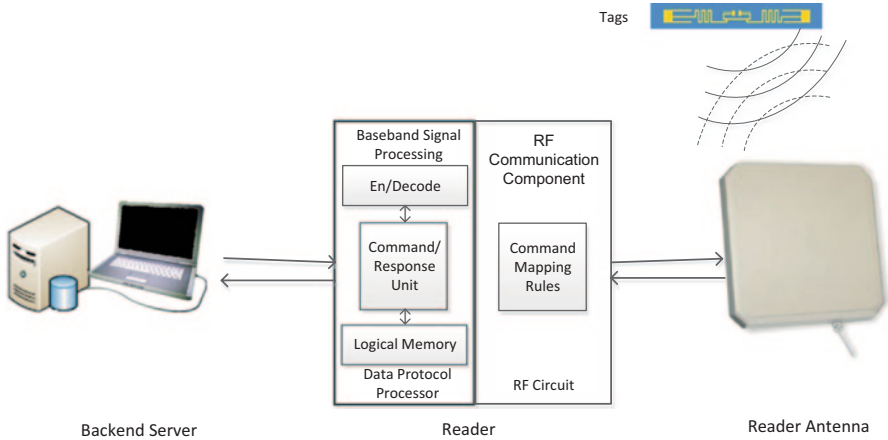 Tags
Baseband Signal
Processing
En/Decode
Command/
Response
Unit
Logical Memory
Data Protocol
Processor
RF
Communication
Component
Command
Mapping
Rules
RF Circuit
Backend Server
Reader
Reader Antenna